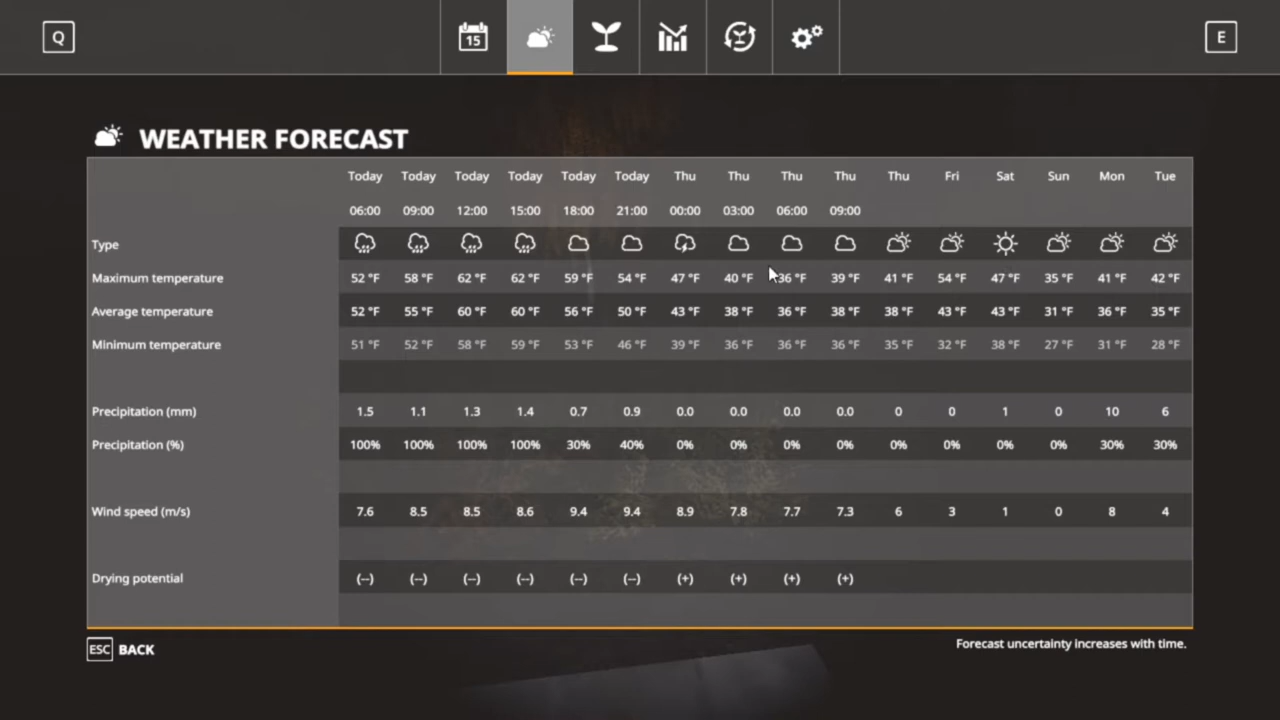 Q
15
E
WEATHER FORECAST
Today Today Today Today Today Today Thu Thu Thu Thu Thu Fri Sat Sun Mon Tue
06:00 09:00 12:00 15:00 18:00 21:00 00:00 03:00 06:00 09:00
Type
Maximum temperature 52 °F 58 °F 62 °F 62 °F 59 °F 54 °F 47 °F 40 °F 36 °F 39 °F 41 °F 54 °F 47 °F 35 °F 41 °F 42 °F
Average temperature 52 °F 55 °F 60 °F 60 °F 56 °F 50 °F 43 °F 38 °F 36 °F 38 °F 38 °F 43 °F 43 °F 31 °F 36 °F 35 °F
Minimum temperature 51 °F 52 °F 58 °F 59 °F 53 °F 46 °F 39 °F 36 °F 36 °F 36 °F 35 °F 32 °F 38 °F 27 °F 31 °F 28 °F
Precipitation (mm) 1.5 1.1 1.3 1.4 0.7 0.9 0.0 0.0 0.0 0.0 0 0 1 0 10 6
Precipitation (%) 100% 100% 100% 100% 30% 40% 0% 0% 0% 0% 0% 0% 0% 0% 30% 30%
Wind speed (m/s) 7.6 8.5 8.5 8.6 9.4 9.4 8.9 7.8 7.7 7.3 6 3 1 0 8 4
Drying potential (--) (--) (--) (--) (--) (--) (+) (+) (+) (+)
ESC BACK
Forecast uncertainty increases with time.